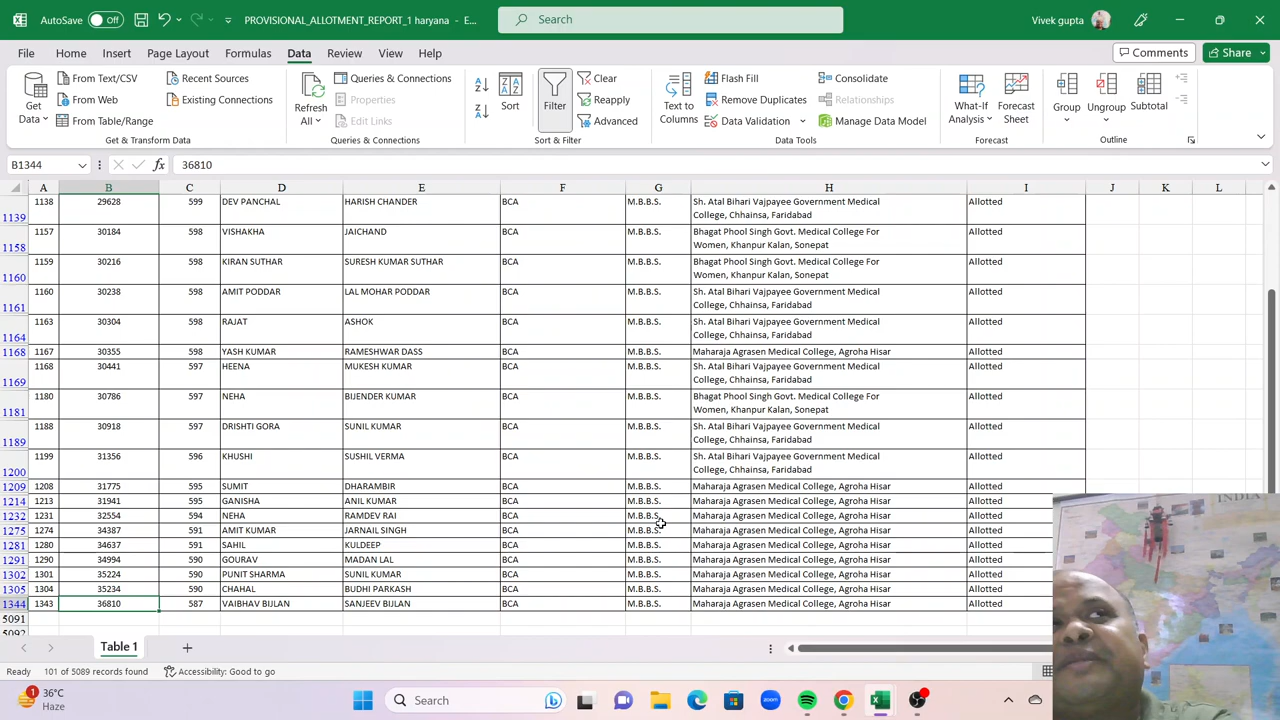 AutoSave Off PROVISIONAL_ALLOTMENT_REPORT_1 haryana - E... Search Vivek gupta
File Home Insert Page Layout Formulas Data Review View Help Comments Share
Get Data From Text/CSV From Web From Table/Range Recent Sources Existing Connections
Get & Transform Data
Refresh All Queries & Connections Properties Edit Links
Queries & Connections
Sort Filter Clear Reapply Advanced
Sort & Filter
Text to Columns Flash Fill Remove Duplicates Data Validation Consolidate Relationships Manage Data Model
Data Tools
What-If Analysis Forecast Sheet
Forecast
Group Ungroup Subtotal
Outline
B1344 fx 36810
A B C D E F G H I J K L
1139 1138 29628 599 DEV PANCHAL HARISH CHANDER BCA M.B.B.S. Sh. Atal Bihari Vajpayee Government Medical College, Chhainsa, Faridabad Allotted
1158 1157 30184 598 VISHAKHA JAICHAND BCA M.B.B.S. Bhagat Phool Singh Govt. Medical College For Women, Khanpur Kalan, Sonepat Allotted
1160 1159 30216 598 KIRAN SUTHAR SURESH KUMAR SUTHAR BCA M.B.B.S. Bhagat Phool Singh Govt. Medical College For Women, Khanpur Kalan, Sonepat Allotted
1161 1160 30238 598 AMIT PODDAR LAL MOHAR PODDAR BCA M.B.B.S. Sh. Atal Bihari Vajpayee Government Medical College, Chhainsa, Faridabad Allotted
1164 1163 30304 598 RAJAT ASHOK BCA M.B.B.S. Sh. Atal Bihari Vajpayee Government Medical College, Chhainsa, Faridabad Allotted
1168 1167 30355 598 YASH KUMAR RAMESHWAR DASS BCA M.B.B.S. Maharaja Agrasen Medical College, Agroha Hisar Allotted
1169 1168 30441 597 HEENA MUKESH KUMAR BCA M.B.B.S. Sh. Atal Bihari Vajpayee Government Medical College, Chhainsa, Faridabad Allotted
1181 1180 30786 597 NEHA BIJENDER KUMAR BCA M.B.B.S. Bhagat Phool Singh Govt. Medical College For Women, Khanpur Kalan, Sonepat Allotted
1189 1188 30918 597 DRISHTI GORA SUNIL KUMAR BCA M.B.B.S. Sh. Atal Bihari Vajpayee Government Medical College, Chhainsa, Faridabad Allotted
1200 1199 31356 596 KHUSHI SUSHIL VERMA BCA M.B.B.S. Sh. Atal Bihari Vajpayee Government Medical College, Chhainsa, Faridabad Allotted
1209 1208 31775 595 SUMIT DHARAMBIR BCA M.B.B.S. Maharaja Agrasen Medical College, Agroha Hisar Allotted
1214 1213 31941 595 GANISHA ANIL KUMAR BCA M.B.B.S. Maharaja Agrasen Medical College, Agroha Hisar Allotted
1232 1231 32554 594 NEHA RAMDEV RAI BCA M.B.B.S. Maharaja Agrasen Medical College, Agroha Hisar Allotted
1275 1274 34387 591 AMIT KUMAR JARNAIL SINGH BCA M.B.B.S. Maharaja Agrasen Medical College, Agroha Hisar Allotted
1281 1280 34637 591 SAHIL KULDEEP BCA M.B.B.S. Maharaja Agrasen Medical College, Agroha Hisar Allotted
1291 1290 34994 590 GOURAV MADAN LAL BCA M.B.B.S. Maharaja Agrasen Medical College, Agroha Hisar Allotted
1302 1301 35224 590 PUNIT SHARMA SUNIL KUMAR BCA M.B.B.S. Maharaja Agrasen Medical College, Agroha Hisar Allotted
1305 1304 35234 590 CHAHAL BUDHI PARKASH BCA M.B.B.S. Maharaja Agrasen Medical College, Agroha Hisar Allotted
1344 1343 36810 587 VAIBHAV BIJLAN SANJEEV BIJLAN BCA M.B.B.S. Maharaja Agrasen Medical College, Agroha Hisar Allotted
5091
5092
Table 1
Ready 101 of 5089 records found Accessibility: Good to go
INDIA
1 36°C Haze Search zoom